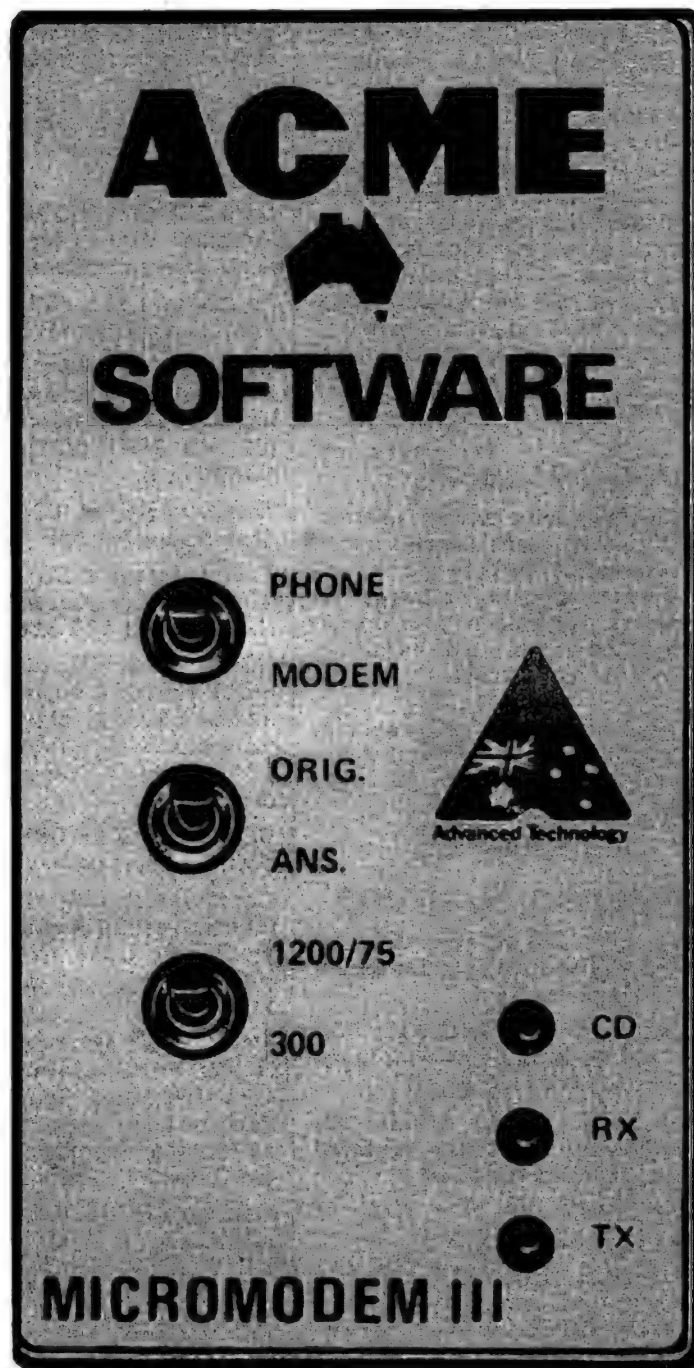 ACME
SOFTWARE
PHONE
MODEM
ORIG.
ANS.
Advanced Technology
1200/75
300
CD
RX
TX
MICROMODEM III